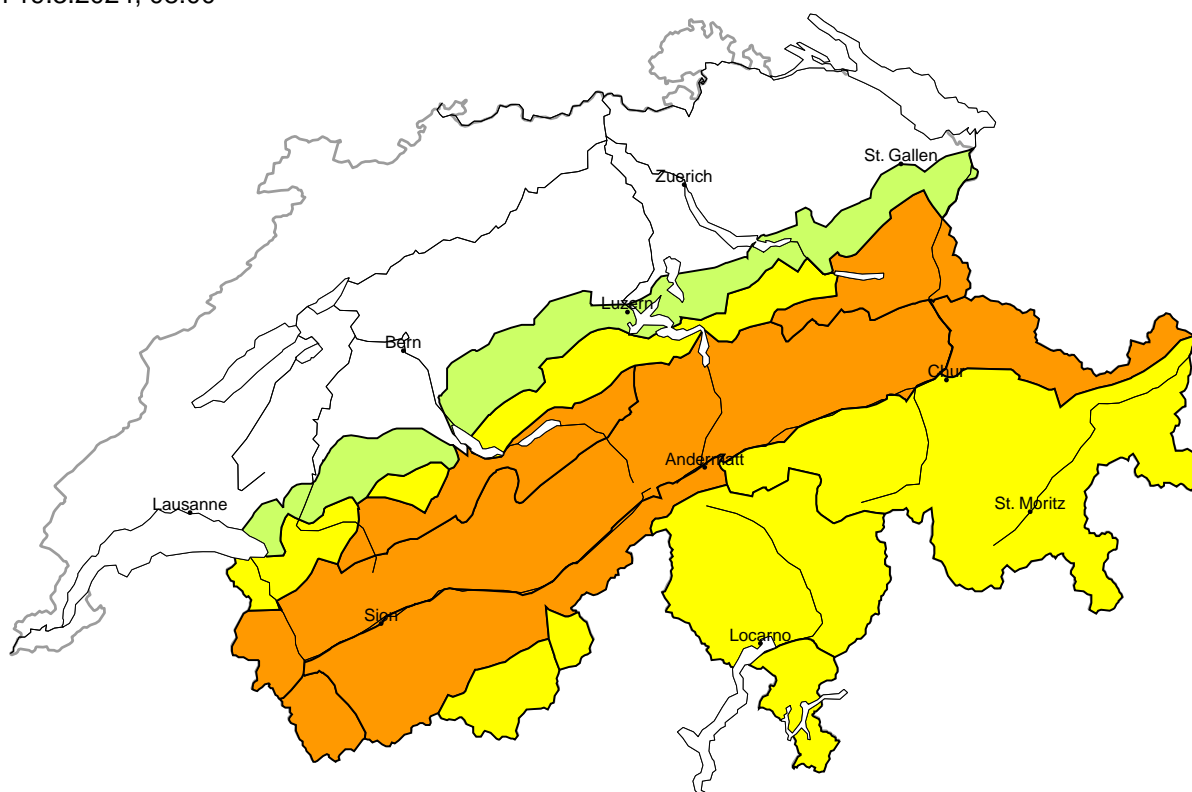 St. Gallen
Zuerich
Luzern
Bern
Chur
Andermatt
Lausanne
St. Moritz
Sion
Locarno